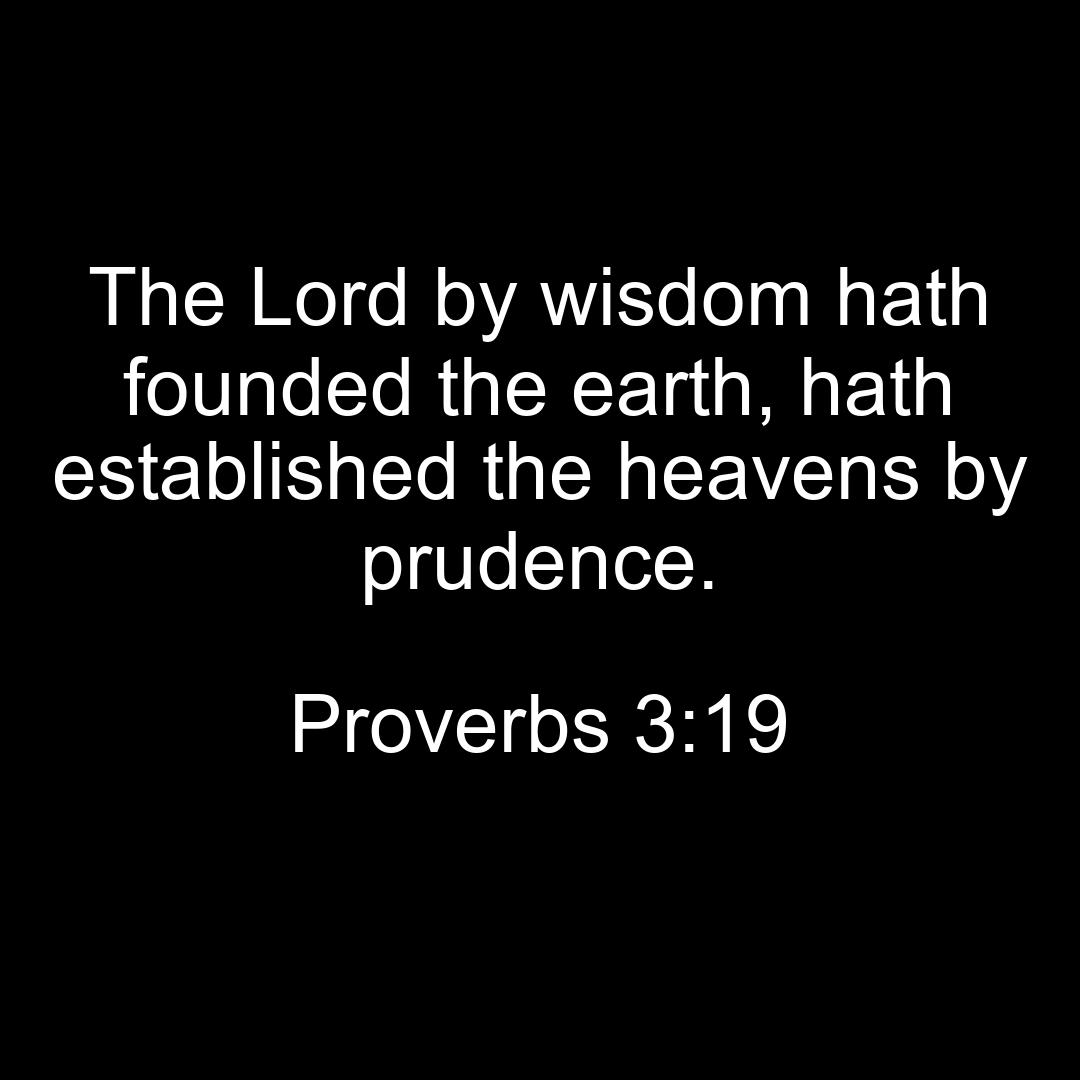 The Lord by wisdom hath
founded the earth, hath
established the heavens by
prudence.
Proverbs 3:19